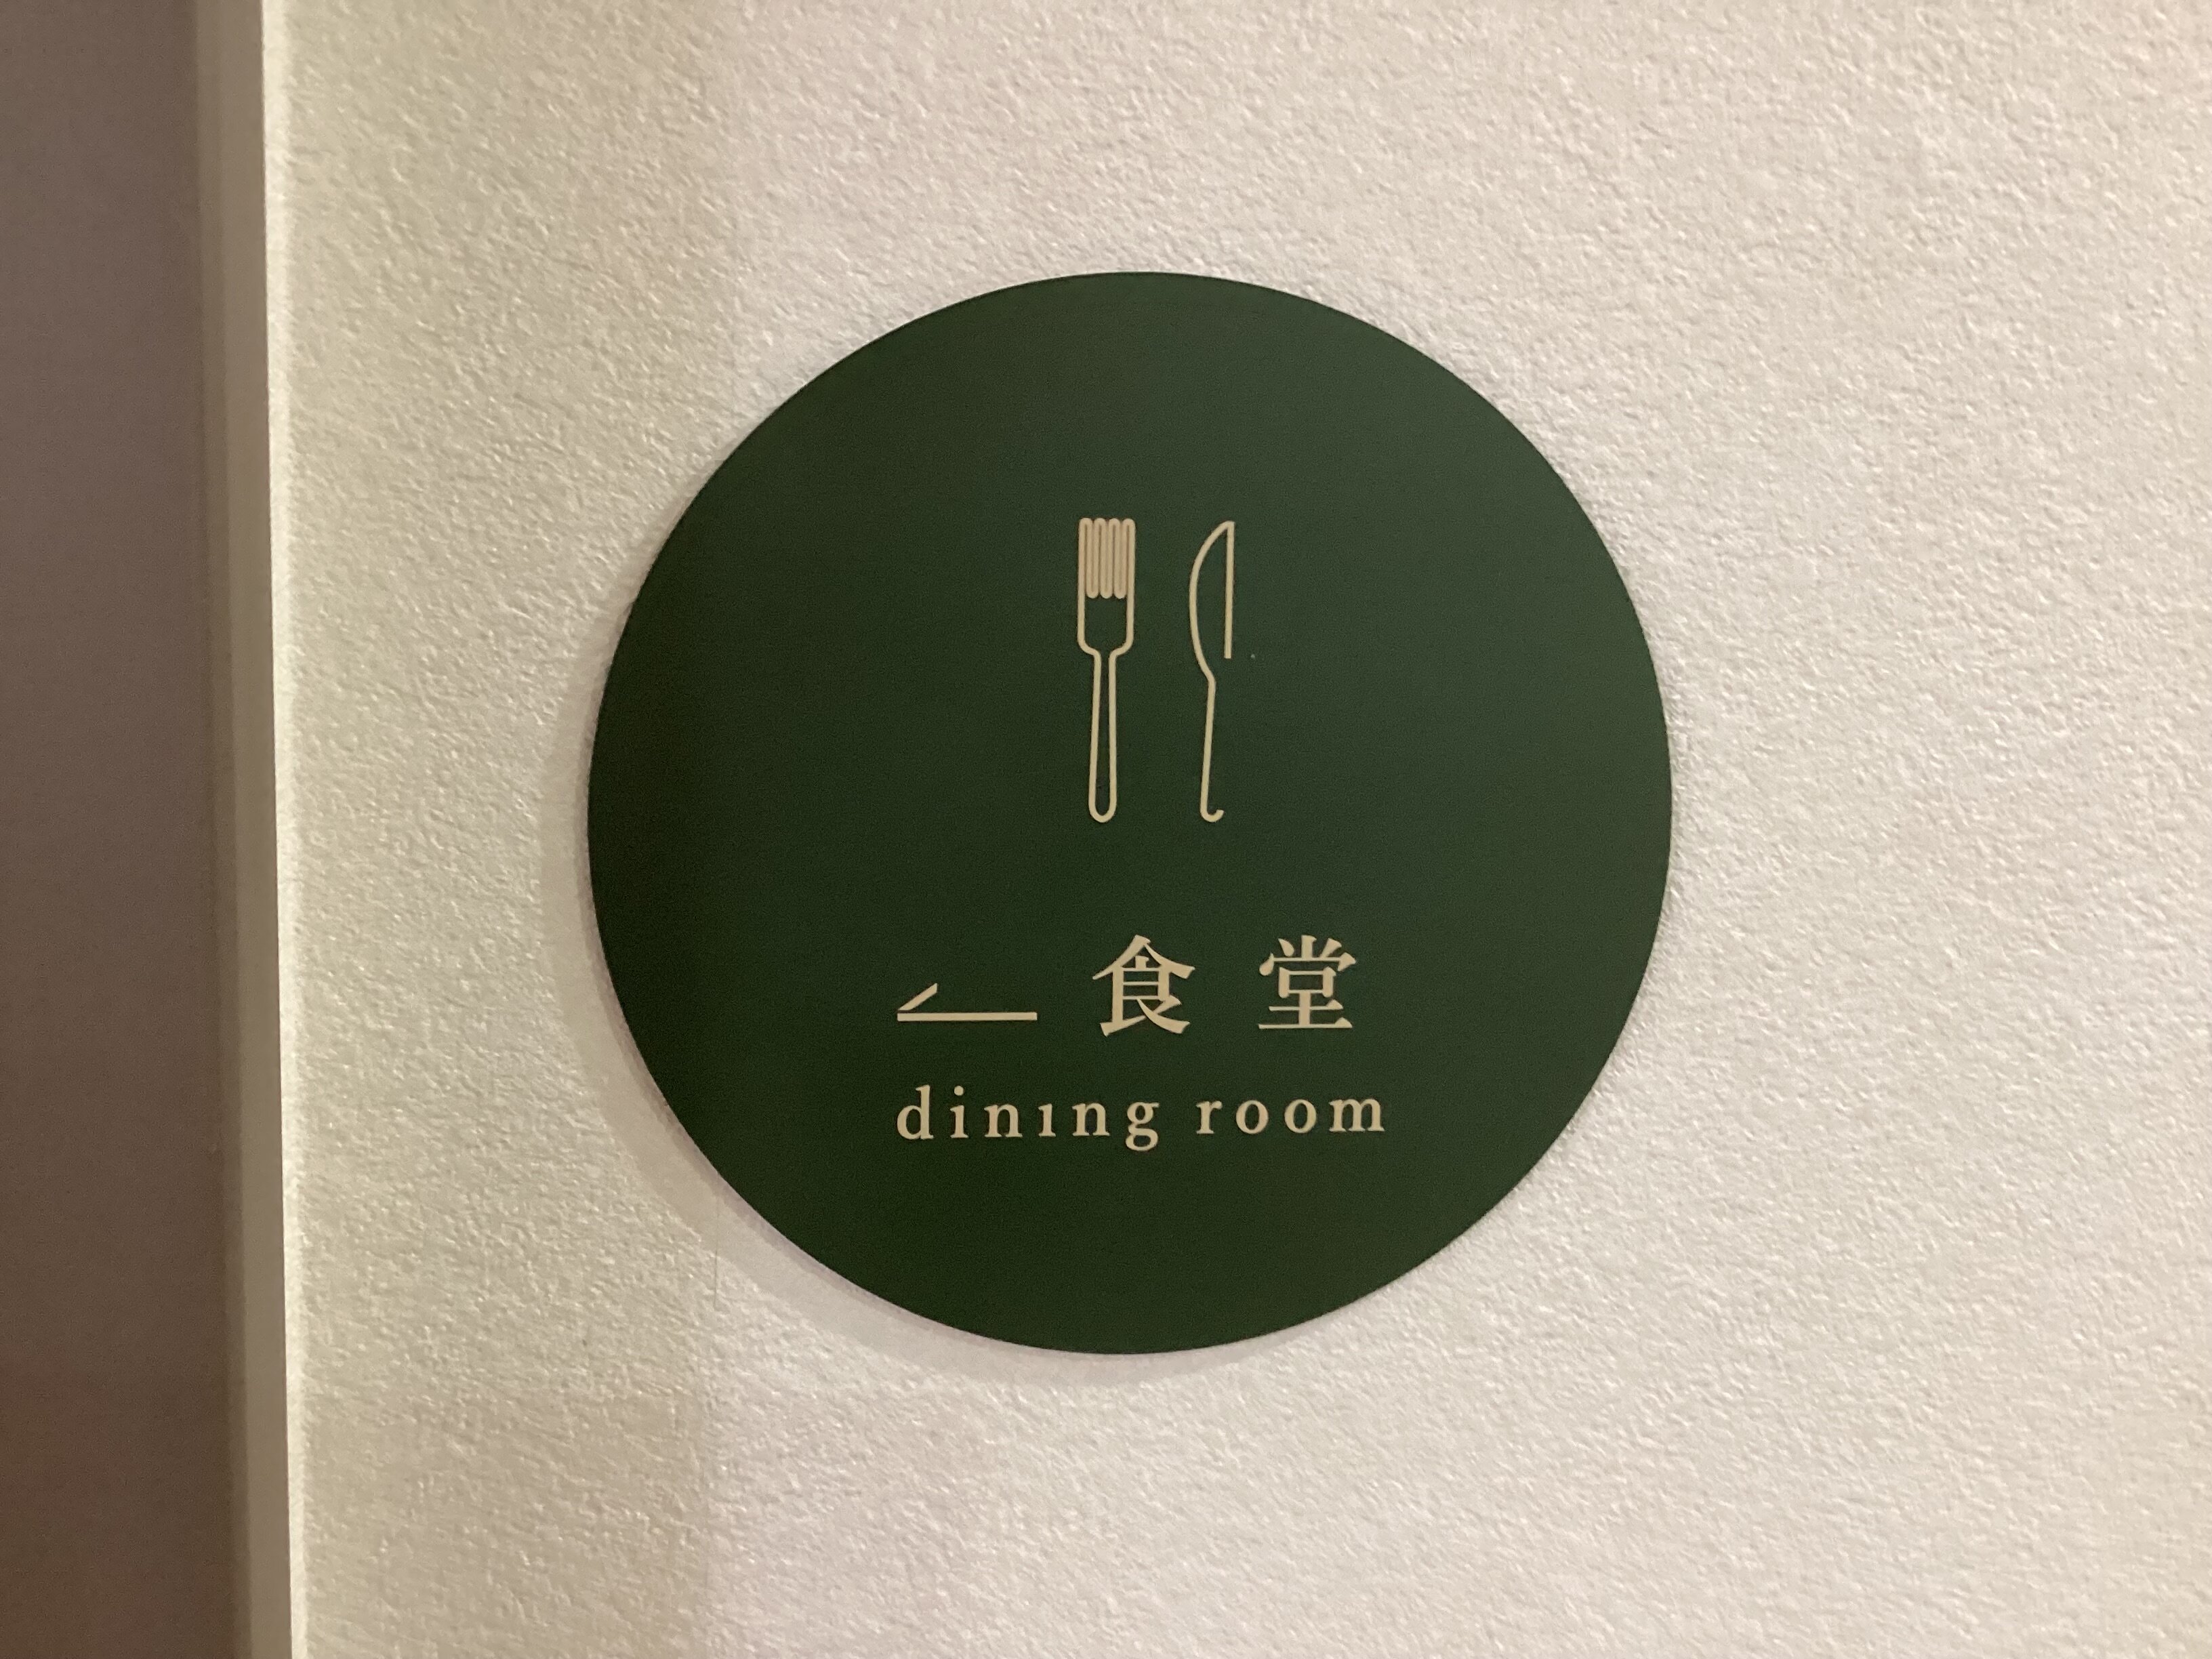 食堂
dining room